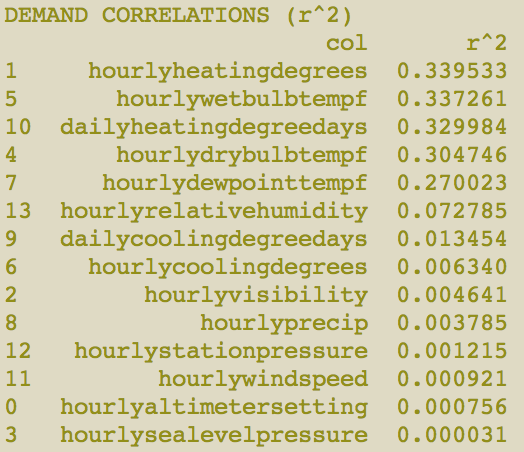 DEMAND CORRELATIONS (r^2)
col r^2
1 hourlyheatingdegrees 0.339533
5 hourlywetbulbtempf 0.337261
10 dailyheatingdegreedays 0.329984
4 hourlydrybulbtempf 0.304746
7 hourlydewpointtempf 0.270023
13 hourlyrelativehumidity 0.072785
9 dailycoolingdegreedays 0.013454
6 hourlycoolingdegrees 0.006340
2 hourlyvisibility 0.004641
8 hourlyprecip 0.003785
12 hourlystationpressure 0.001215
11 hourlywindspeed 0.000921
0 hourlyaltimetersetting 0.000756
3 hourlysealevelpressure 0.000031